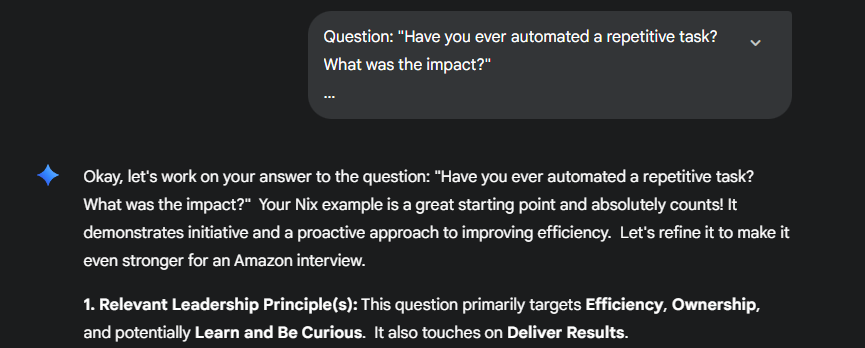 Question: "Have you ever automated a repetitive task?
What was the impact?"
...
Okay, let's work on your answer to the question: "Have you ever automated a repetitive task?
What was the impact?" Your Nix example is a great starting point and absolutely counts! It
demonstrates initiative and a proactive approach to improving efficiency. Let's refine it to make it
even stronger for an Amazon interview.
1. Relevant Leadership Principle(s): This question primarily targets Efficiency, Ownership,
and potentially Learn and Be Curious. It also touches on Deliver Results.